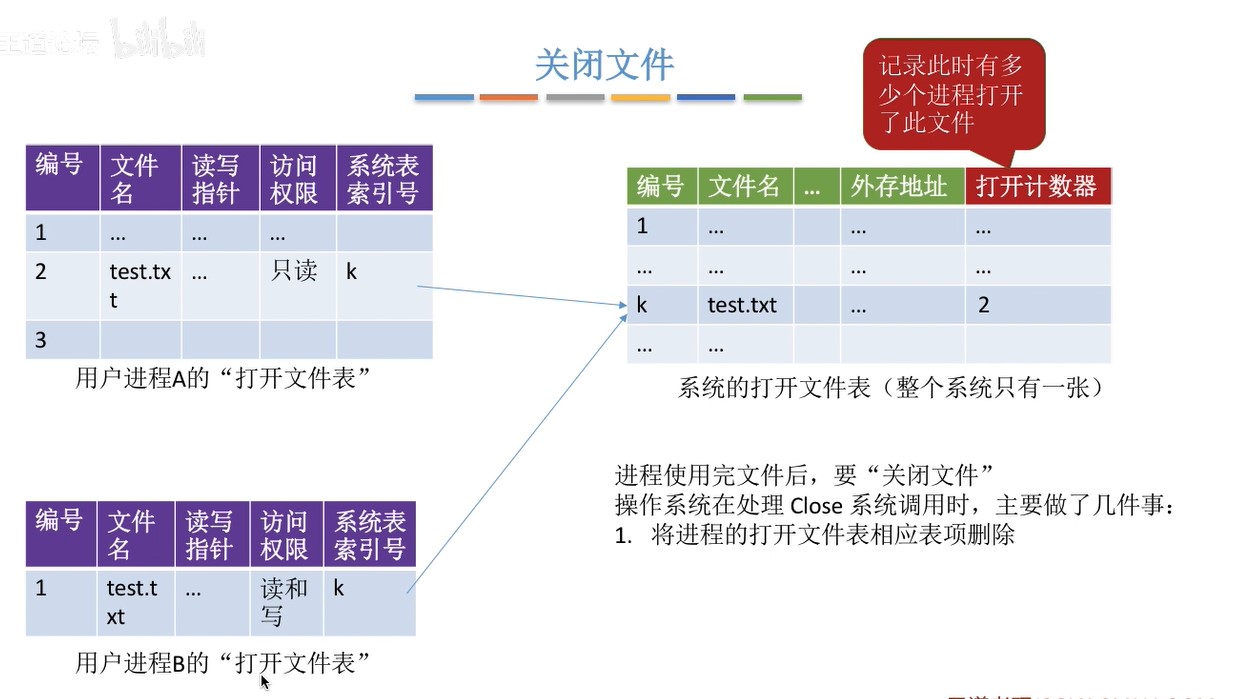 bilibili
关闭文件
记录此时有多
少个进程打开
了此文件
编号 文件名 读写指针 访问权限 系统表索引号
1 ... ... ...
2 test.txt ... 只读 k
3
用户进程A的“打开文件表”
编号 文件名 ... 外存地址 打开计数器
1 ... ... ...
... ... ... ...
k test.txt ... 2
... ...
系统的打开文件表（整个系统只有一张）
进程使用完文件后，要“关闭文件”
操作系统在处理 Close 系统调用时，主要做了几件事：
1. 将进程的打开文件表相应表项删除
编号 文件名 读写指针 访问权限 系统表索引号
1 test.txt ... 读和写 k
用户进程B的“打开文件表”